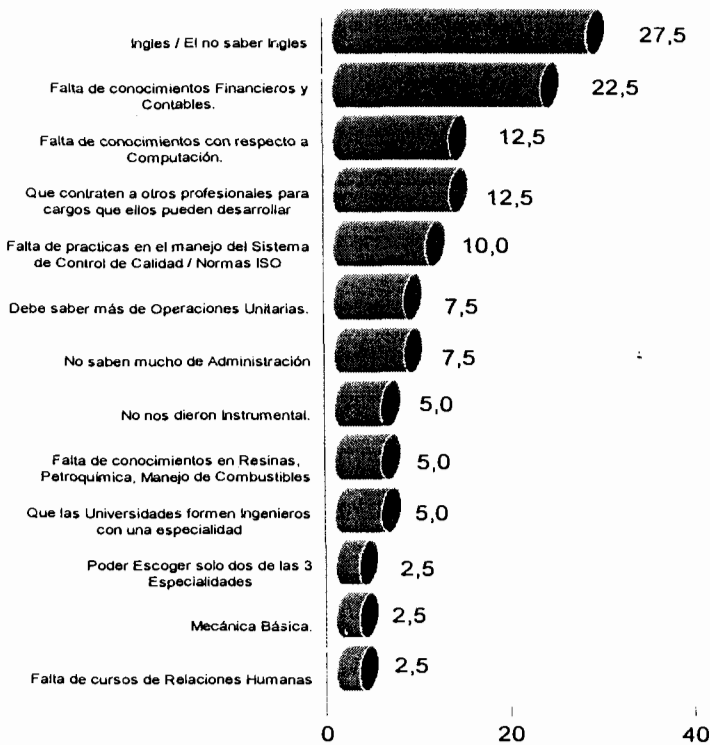 Ingles / El no saber Ingles
27,5
Falta de conocimientos Financieros y
Contables.
22,5
Falta de conocimientos con respecto a
Computación.
12,5
Que contraten a otros profesionales para
cargos que ellos pueden desarrollar
12,5
Falta de practicas en el manejo del Sistema
de Control de Calidad / Normas ISO
10,0
Debe saber más de Operaciones Unitarias.
7,5
No saben mucho de Administración
7,5
No nos dieron Instrumental.
5,0
Falta de conocimientos en Resinas,
Petroquímica, Manejo de Combustibles
5,0
Que las Universidades formen Ingenieros
con una especialidad
5,0
Poder Escoger solo dos de las 3
Especialidades
2,5
Mecánica Básica.
2,5
Falta de cursos de Relaciones Humanas
2,5
0 20 40